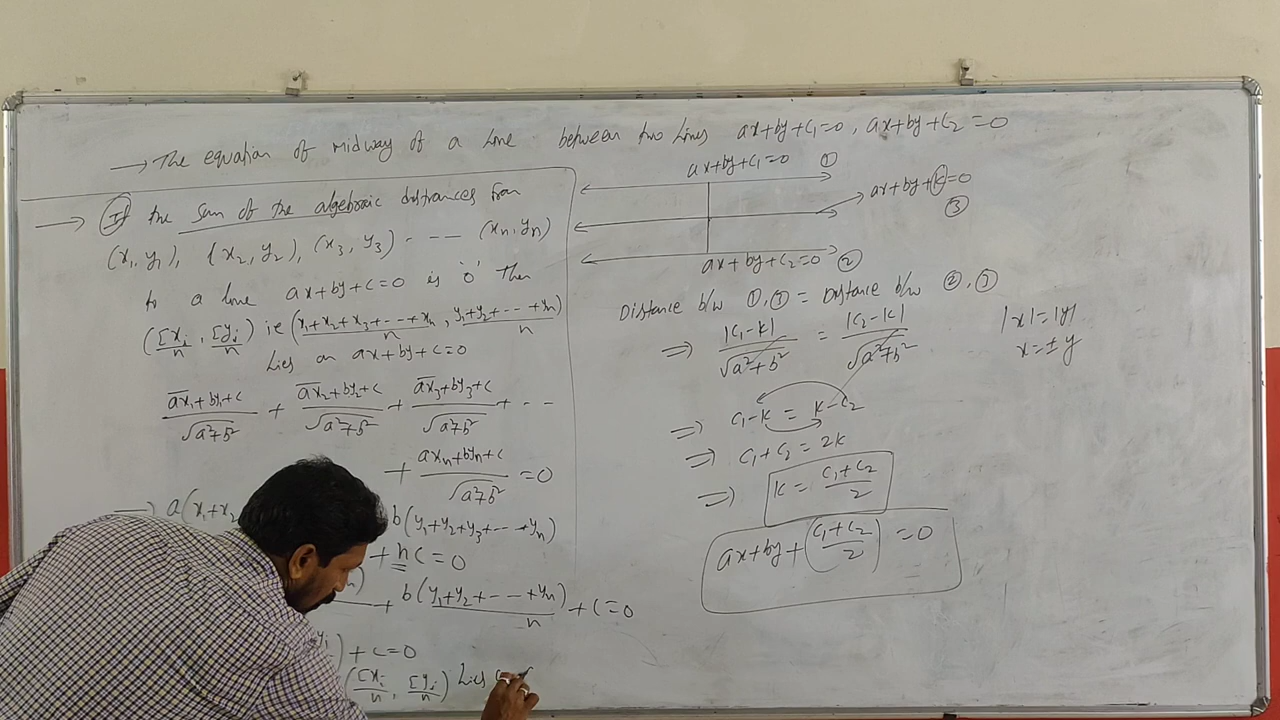 → The equation of midway of a line between two lines ax+by+c₁=0, ax+by+c₂=0
→ If the sum of the algebraic distrances from
(x₁,y₁), (x₂,y₂), (x₃,y₃) - - - - (xₙ,yₙ)
to a line ax+by+c=0 is '0' then
(Σxᵢ/n, Σyᵢ/n) ie (x₁+x₂+x₃+---+xₙ/n, y₁+y₂+---+yₙ/n)
Lies on ax+by+c=0
ax₁+by₁+c/√a²+b² + ax₂+by₂+c/√a²+b² + ax₃+by₃+c/√a²+b² + --
+ axₙ+byₙ+c/√a²+b² = 0
⇒ a(x₁+x₂ b(y₁+y₂+y₃+---+yₙ)
+ nc=0
+ b(y₁+y₂+---+yₙ)/n + c=0
) + c=0
(Σxᵢ/n, Σyᵢ/n) Lies
ax+by+c₁=0 ①
ax+by+k=0
③
ax+by+c₂=0 ②
Distance b/w ①,③ = Distance b/w ②,③
⇒ |c₁-k|/√a²+b² = |c₂-k|/√a²+b²
|x|=|y|
x=±y
⇒ c₁-k = k-c₂
⇒ c₁+c₂ = 2k
⇒ k = c₁+c₂/2
ax+by+(c₁+c₂/2) = 0